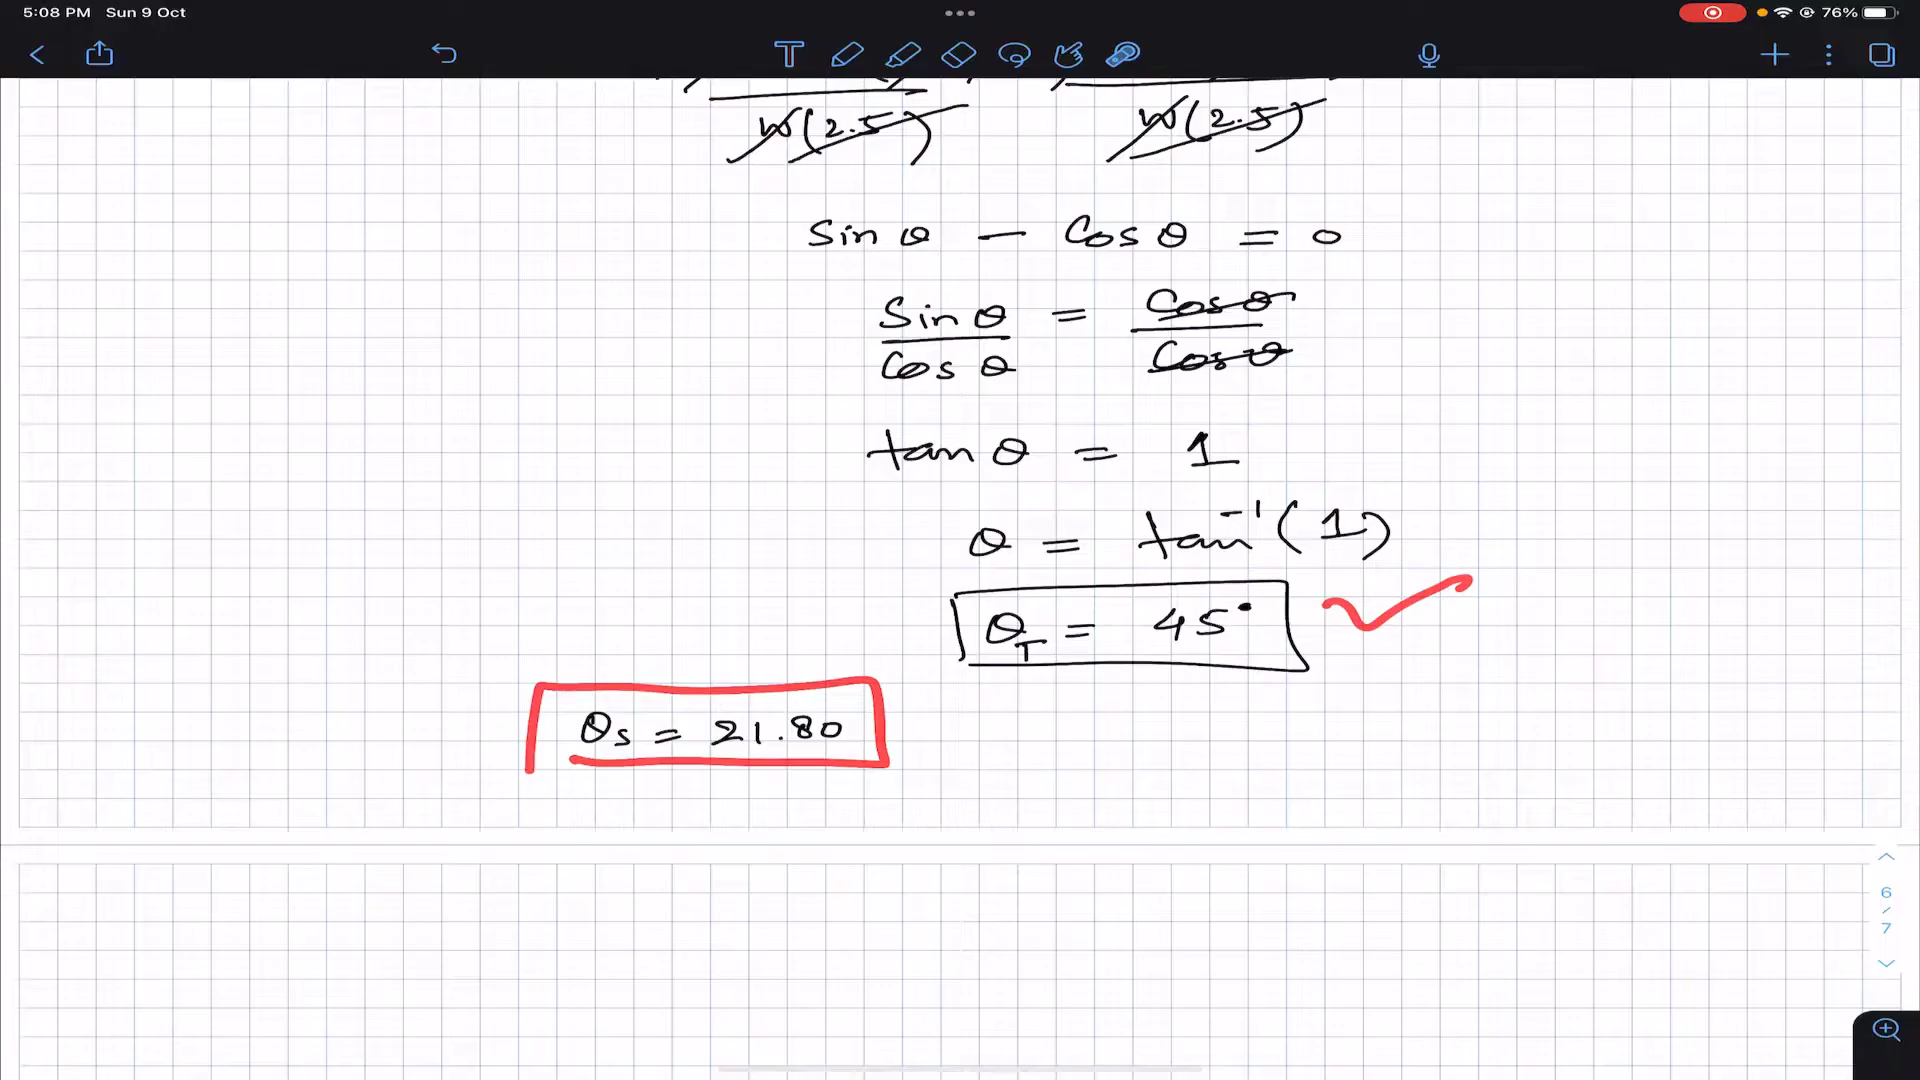 5:08 PM Sun 9 Oct
76%
W(2.5) W(2.5)
Sin θ - Cos θ = 0
Sin θ = Cos θ
Cos θ Cos θ
tan θ = 1
θ = tan⁻¹(1)
θT = 45°
θs = 21.80
6
/
7